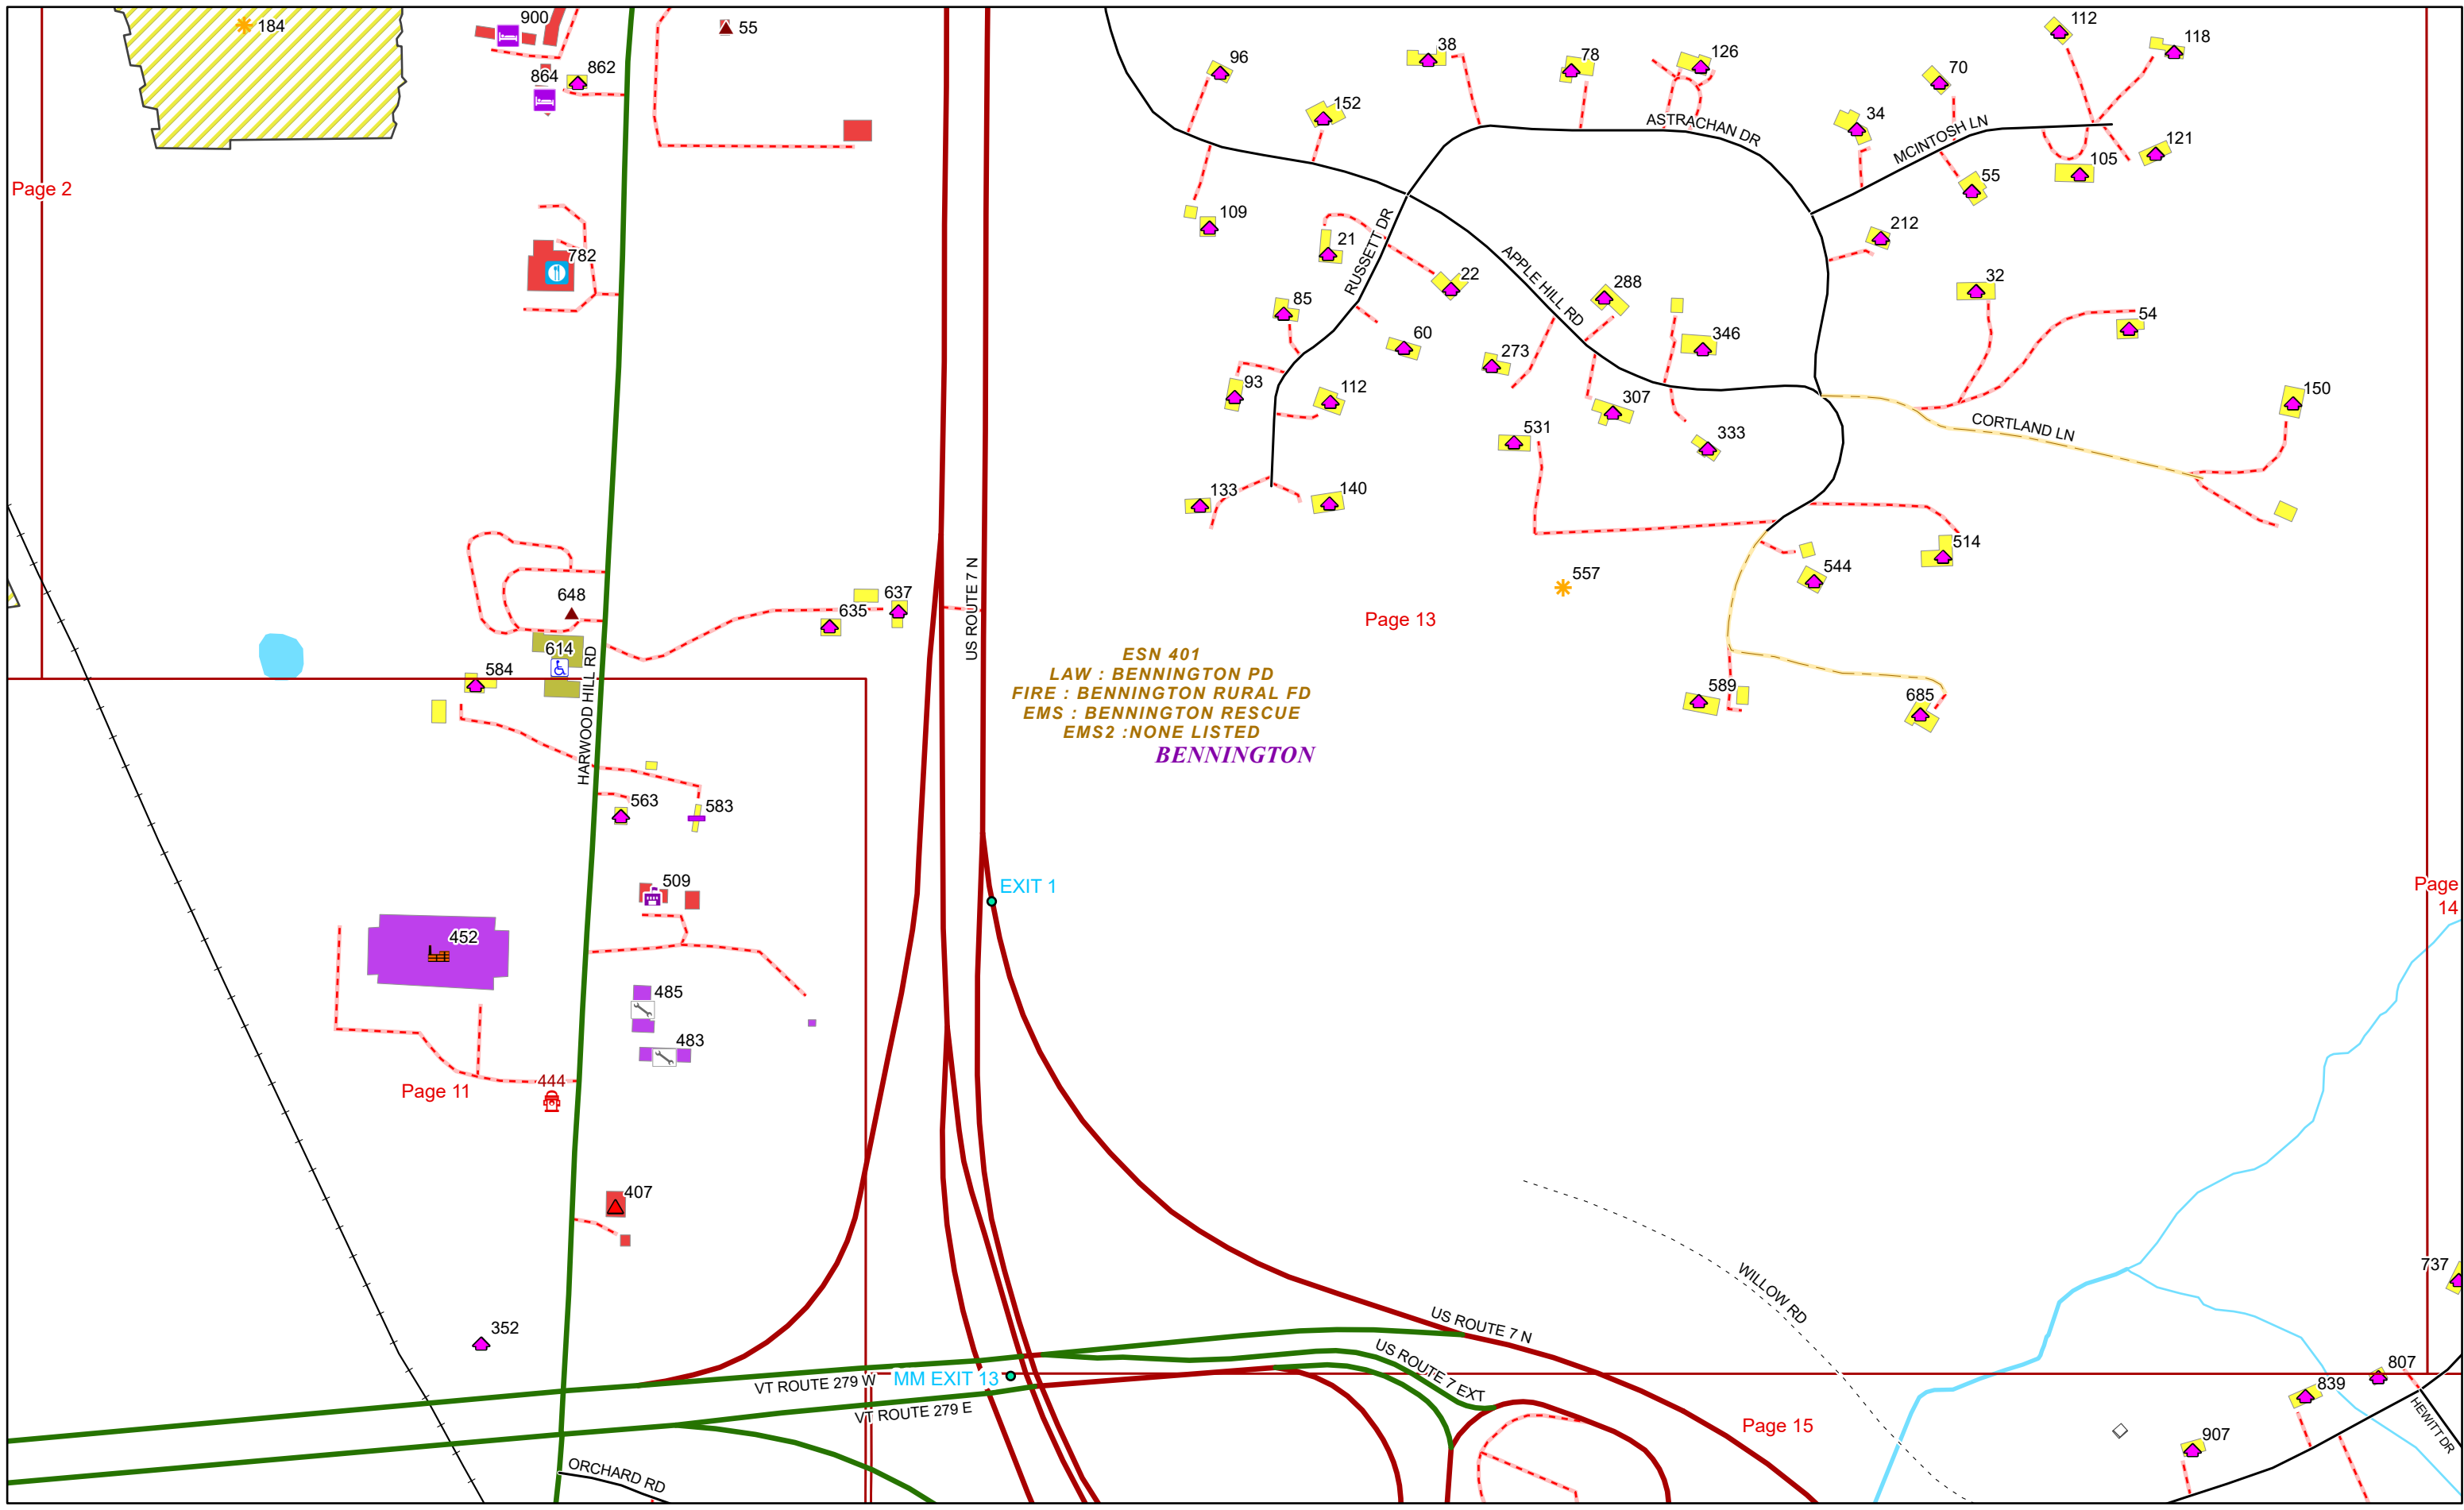 184
900
55
864
862
96
38
78
126
112
118
70
152
34
ASTRACHAN DR
MCINTOSH LN
121
105
55
Page 2
109
21
RUSSETT DR
212
782
22
APPLE HILL RD
288
32
85
54
60
346
273
93
112
307
150
531
333
CORTLAND LN
133
140
514
544
557
648
635
637
US ROUTE 7 N
Page 13
614
584
HARWOOD HILL RD
ESN 401
LAW : BENNINGTON PD
FIRE : BENNINGTON RURAL FD
EMS : BENNINGTON RESCUE
EMS2 :NONE LISTED
BENNINGTON
589
685
563
583
509
EXIT 1
Page
14
452
485
483
444
Page 11
407
737
WILLOW RD
352
US ROUTE 7 N
US ROUTE 7 EXT
VT ROUTE 279 W
MM EXIT 13
VT ROUTE 279 E
807
839
HEWITT DR
Page 15
907
ORCHARD RD